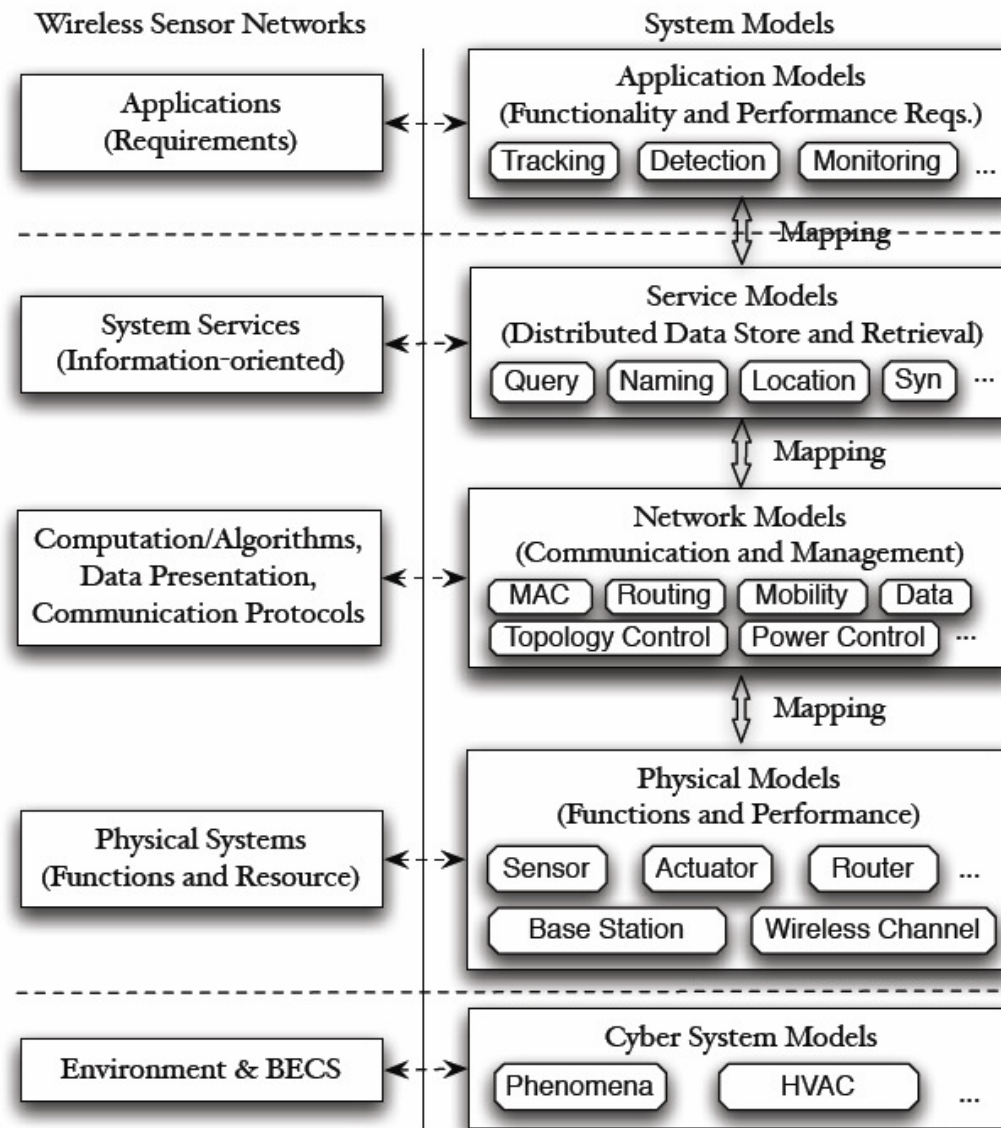 Wireless Sensor Networks
System Models
Applications
(Requirements)
Application Models
(Functionality and Performance Reqs.)
Tracking Detection Monitoring ...
Mapping
System Services
(Information-oriented)
Service Models
(Distributed Data Store and Retrieval)
Query Naming Location Syn ...
Mapping
Computation/Algorithms,
Data Presentation,
Communication Protocols
Network Models
(Communication and Management)
MAC Routing Mobility Data
Topology Control Power Control ...
Mapping
Physical Systems
(Functions and Resource)
Physical Models
(Functions and Performance)
Sensor Actuator Router ...
Base Station Wireless Channel
Environment & BECS
Cyber System Models
Phenomena HVAC ...